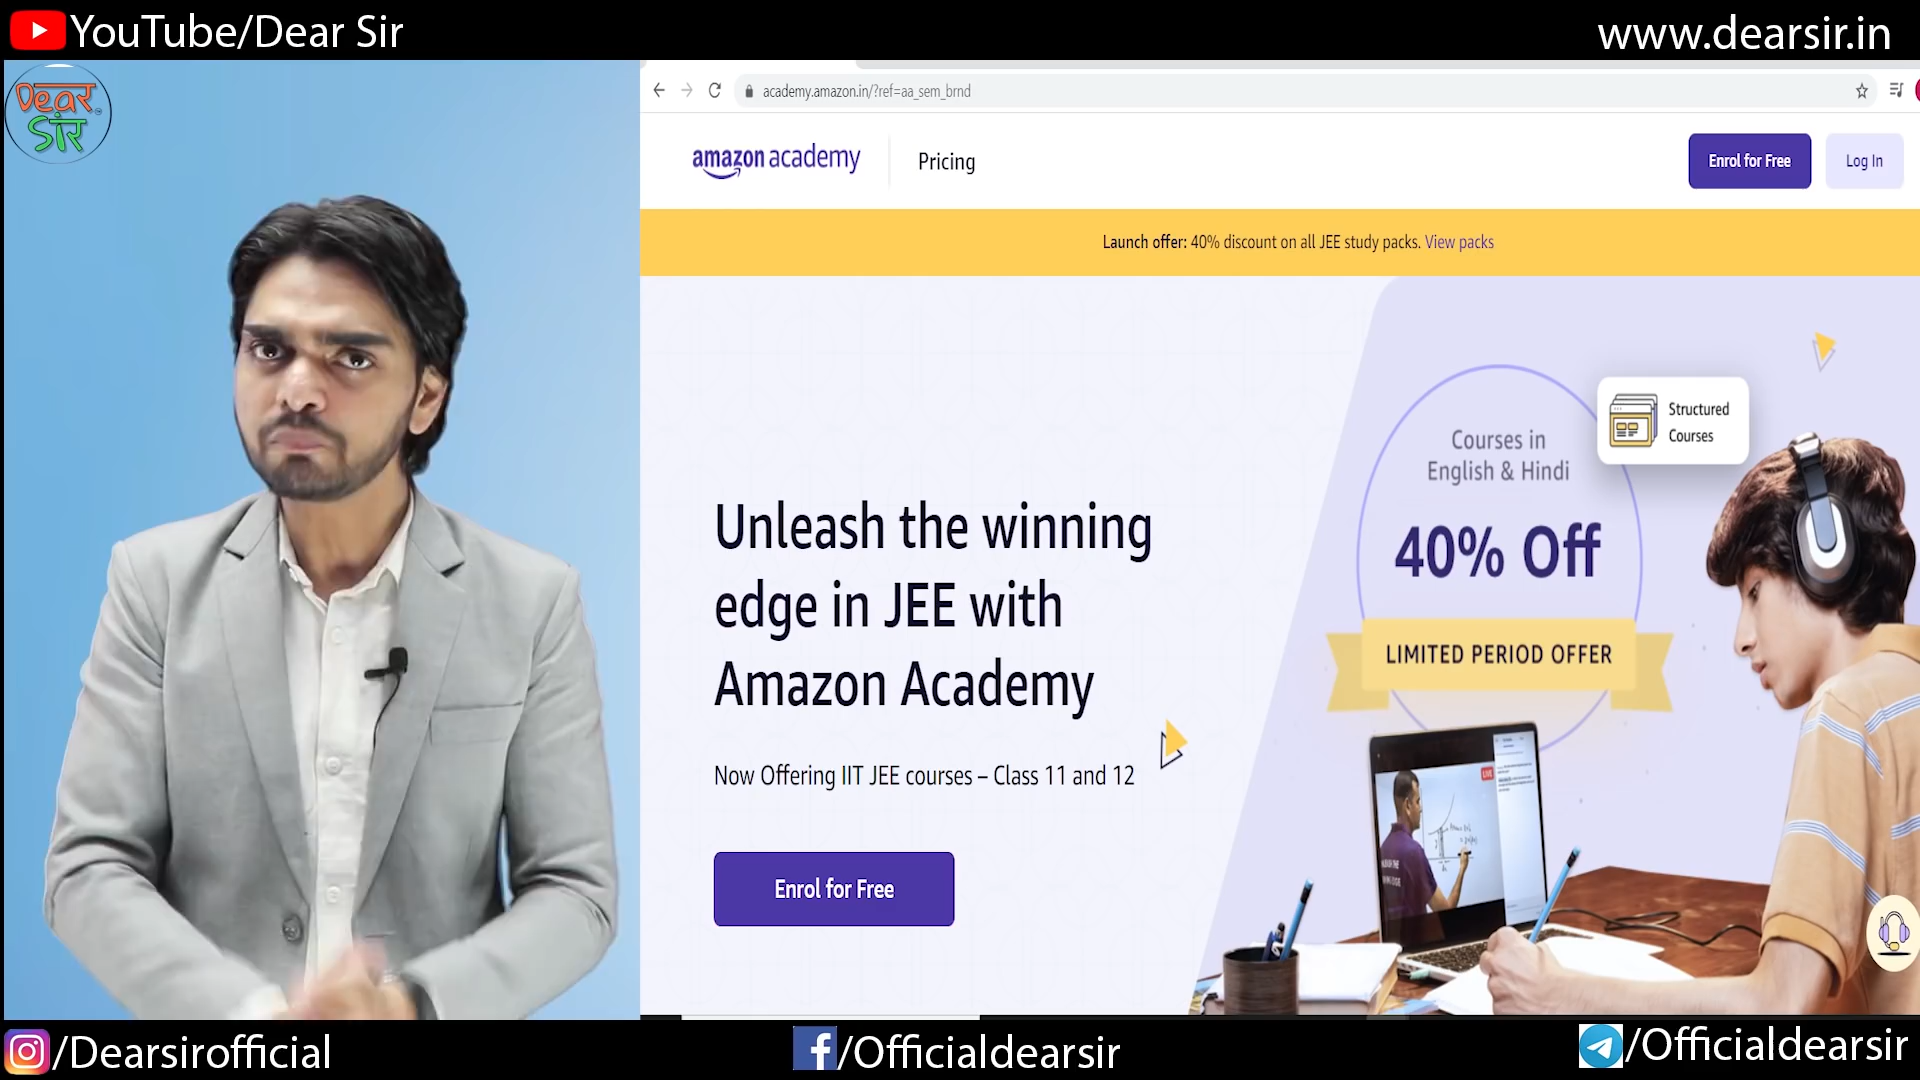 YouTube/Dear Sir
www.dearsir.in
Dear
Sir
academy.amazon.in/?ref=aa_sem_brnd
amazon academy
Pricing
Enrol for Free
Log In
Launch offer: 40% discount on all JEE study packs. View packs
Structured
Courses
Courses in
English & Hindi
40% Off
LIMITED PERIOD OFFER
Unleash the winning
edge in JEE with
Amazon Academy
Now Offering IIT JEE courses – Class 11 and 12
Enrol for Free
LIVE
/Dearsirofficial
/Officialdearsir
/Officialdearsir